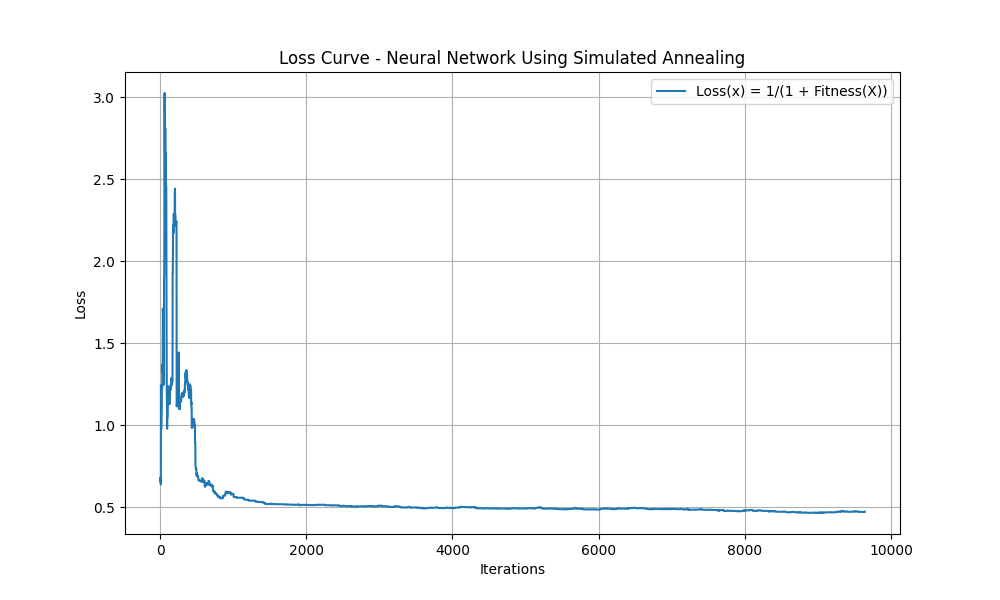 Loss Curve - Neural Network Using Simulated Annealing
Loss(x) = 1/(1 + Fitness(X))
3.0
2.5
2.0
1.5
1.0
0.5
Loss
0 2000 4000 6000 8000 10000
Iterations